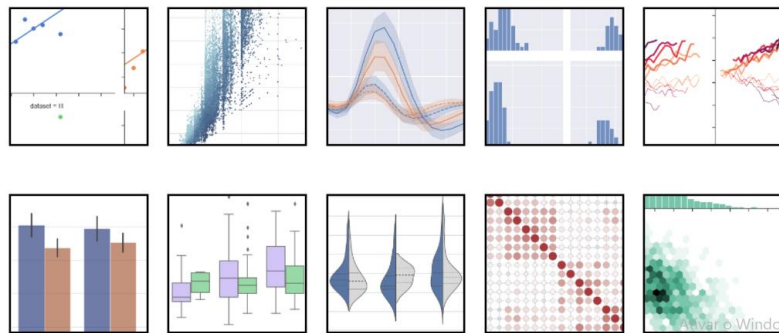 dataset = III
Ativar o Windo